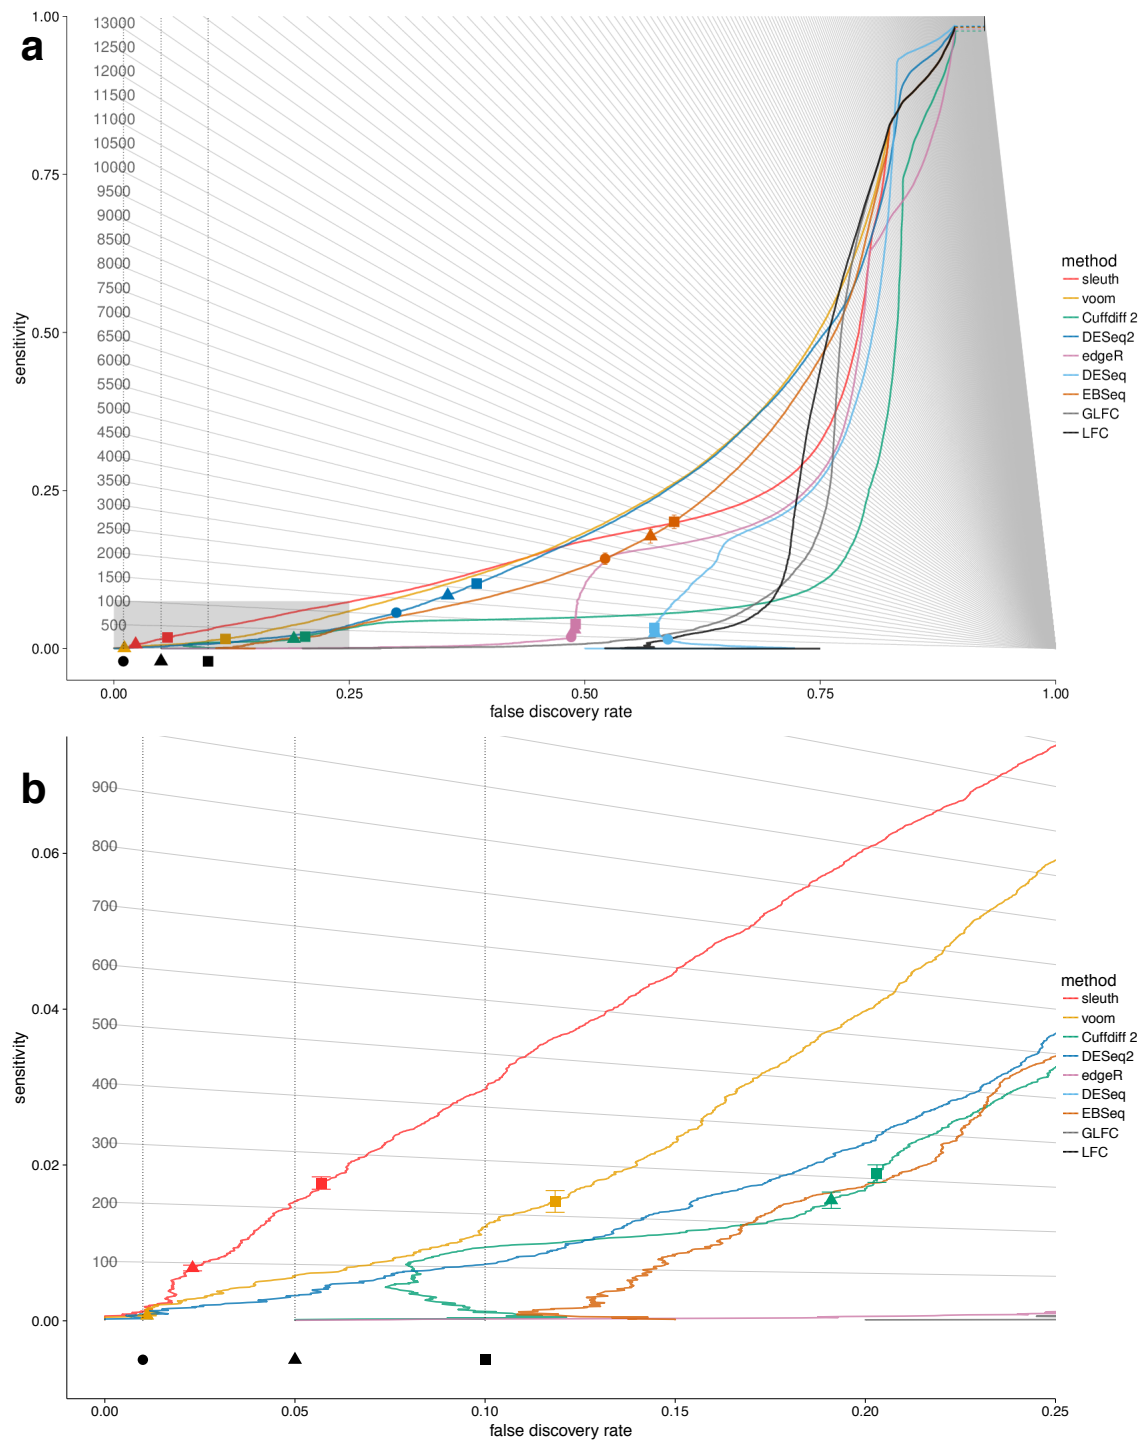 a
1.00
0.75
0.50
0.25
0.00
sensitivity
13000
12500
12000
11500
11000
10500
10000
9500
9000
8500
8000
7500
7000
6500
6000
5500
5000
4500
4000
3500
3000
2500
2000
1500
1000
500
0.00
0.25
0.50
0.75
1.00
false discovery rate
method
sleuth
voom
Cuffdiff 2
DESeq2
edgeR
DESeq
EBSeq
GLFC
LFC
b
0.06
0.04
0.02
0.00
sensitivity
900
800
700
600
500
400
300
200
100
0.00
0.05
0.10
0.15
0.20
0.25
false discovery rate
method
sleuth
voom
Cuffdiff 2
DESeq2
edgeR
DESeq
EBSeq
GLFC
LFC